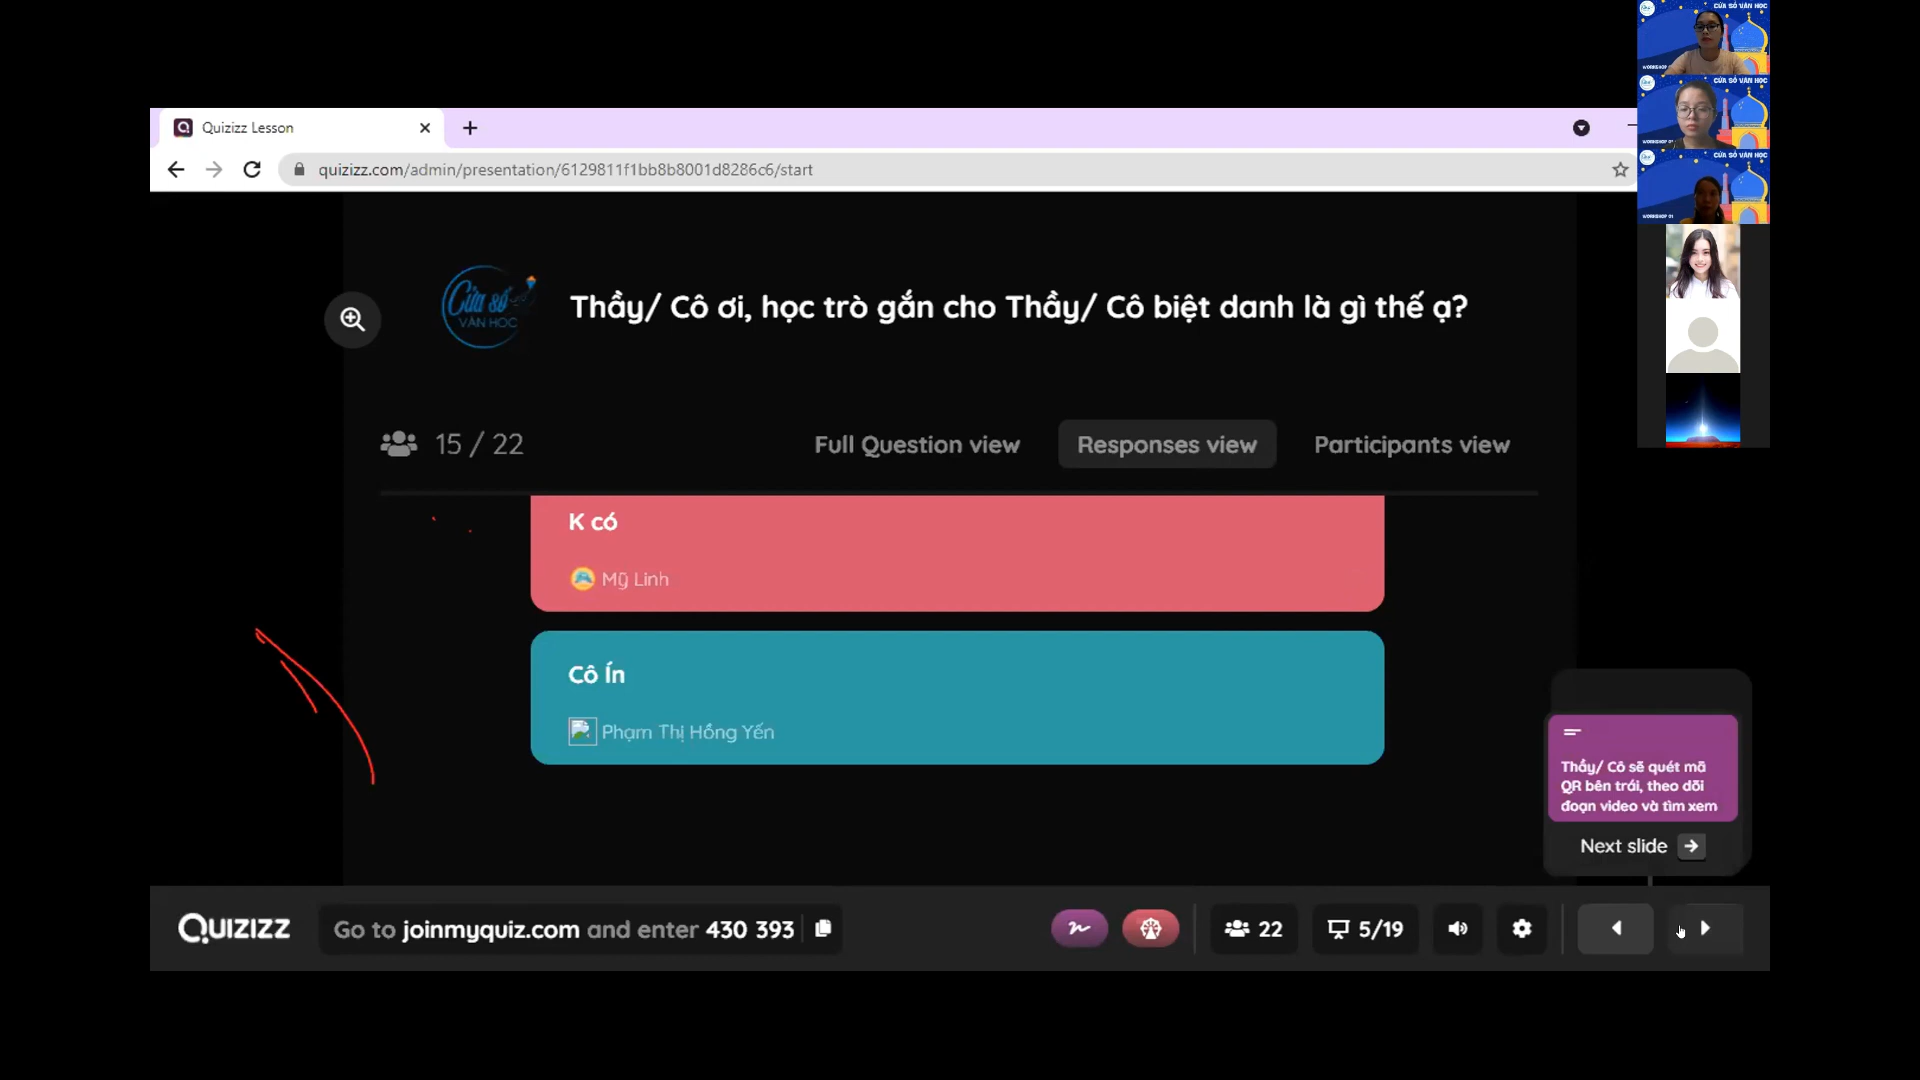 CỬA SỔ VĂN HỌC
WORKSHOP
CỬA SỔ VĂN HỌC
WORKSHOP
CỬA SỔ VĂN HỌC
WORKSHOP 01
Quizizz Lesson
quizizz.com/admin/presentation/6129811f1bb8b8001d8286c6/start
Cửa sổ
VĂN HỌC
Thầy/ Cô ơi, học trò gắn cho Thầy/ Cô biệt danh là gì thế ạ?
15 / 22
Full Question view
Responses view
Participants view
K có
Mỹ Linh
Cô Ín
Phạm Thị Hồng Yến
Thầy/ Cô sẽ quét mã
QR bên trái, theo dõi
đoạn video và tìm xem
Next slide
Quizizz
Go to joinmyquiz.com and enter 430 393
22
5/19